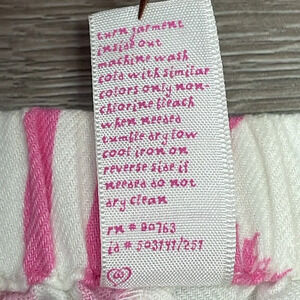 turn garment
inside out
machine wash
cold with similar
colors only non-
chlorine bleach
when needed
tumble dry low
cool iron on
reverse side if
needed do not
dry clean
rn # 80763
id # 503141/251